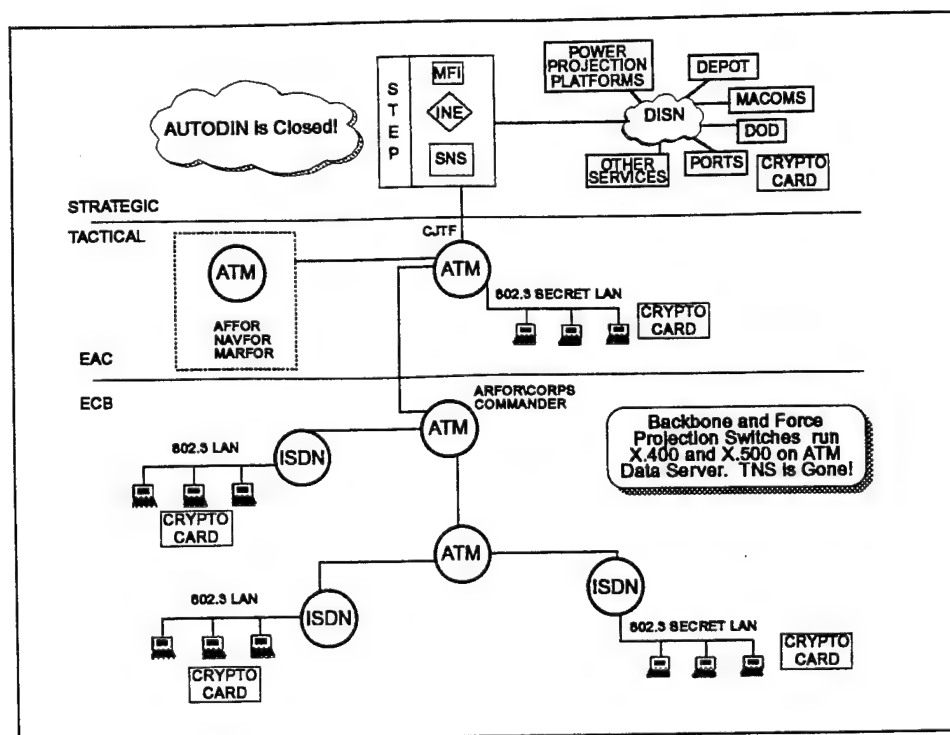 AUTODIN is Closed!
S
T
E
P
MFI
INE
SNS
POWER
PROJECTION
PLATFORMS
DEPOT
MACOMS
DISN
DOD
OTHER
SERVICES
PORTS
CRYPTO
CARD
STRATEGIC
TACTICAL
CJTF
ATM
ATM
AFFOR
NAVFOR
MARFOR
802.3 SECRET LAN
CRYPTO
CARD
EAC
ECB
ARFOR\CORPS
COMMANDER
ATM
802.3 LAN
ISDN
CRYPTO
CARD
Backbone and Force
Projection Switches run
X.400 and X.500 on ATM
Data Server. TNS is Gone!
ATM
802.3 LAN
ISDN
ISDN
CRYPTO
CARD
802.3 SECRET LAN
CRYPTO
CARD